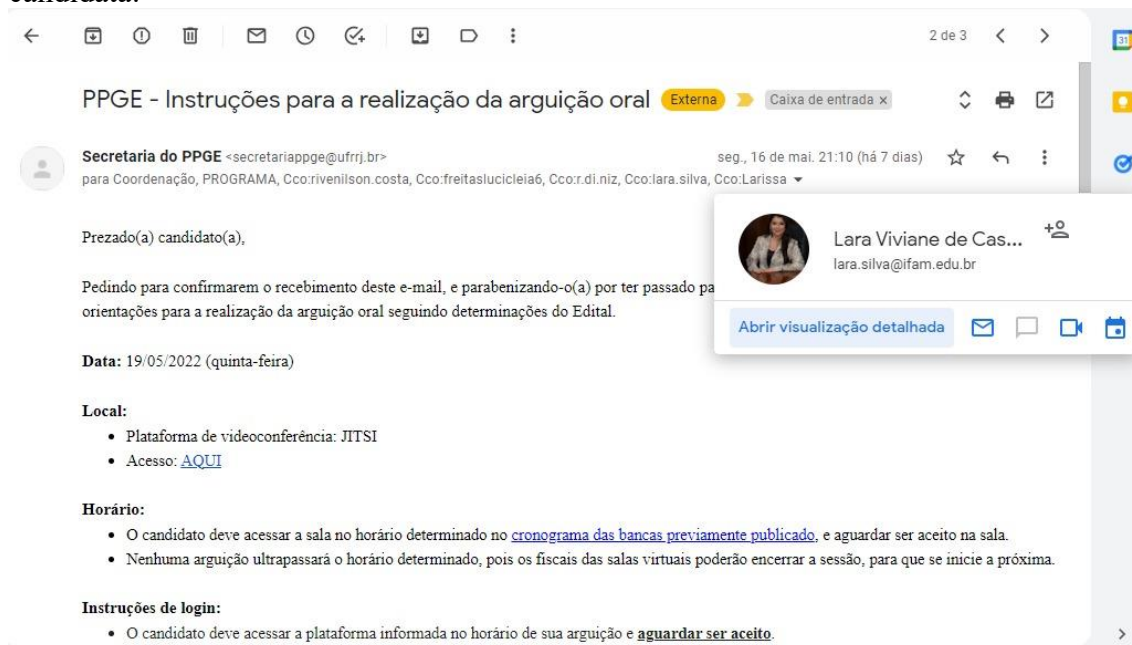 candidata.
2 de 3
31
PPGE - Instruções para a realização da arguição oral Externa Caixa de entrada x
Secretaria do PPGE <secretariappge@ufrrj.br> seg., 16 de mai. 21:10 (há 7 dias)
para Coordenação, PROGRAMA, Cco:rivenilson.costa, Cco:freitaslucicleia6, Cco:r.di.niz, Cco:lara.silva, Cco:Larissa
Lara Viviane de Cas...
lara.silva@ifam.edu.br
Abrir visualização detalhada
Prezado(a) candidato(a),
Pedindo para confirmarem o recebimento deste e-mail, e parabenizando-o(a) por ter passado pa
orientações para a realização da arguição oral seguindo determinações do Edital.
Data: 19/05/2022 (quinta-feira)
Local:
• Plataforma de videoconferência: JITSI
• Acesso: AQUI
Horário:
• O candidato deve acessar a sala no horário determinado no cronograma das bancas previamente publicado, e aguardar ser aceito na sala.
• Nenhuma arguição ultrapassará o horário determinado, pois os fiscais das salas virtuais poderão encerrar a sessão, para que se inicie a próxima.
Instruções de login:
• O candidato deve acessar a plataforma informada no horário de sua arguição e aguardar ser aceito.